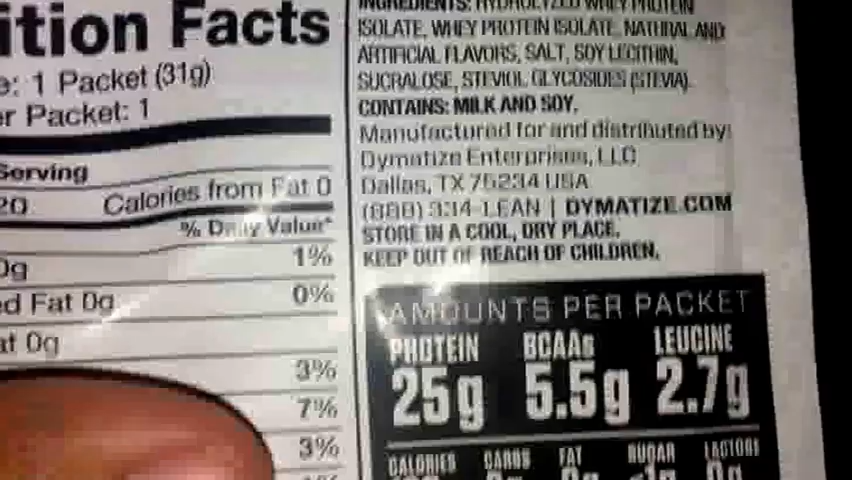 ition Facts
e: 1 Packet (31g)
er Packet: 1
Serving
20 Calories from Fat 0
% Daily Value*
0g 1%
ed Fat 0g 0%
at 0g
3%
7%
3%
INGREDIENTS: HYDROLYZED WHEY PROTEIN
ISOLATE, WHEY PROTEIN ISOLATE, NATURAL AND
ARTIFICIAL FLAVORS, SALT, SOY LECITHIN,
SUCRALOSE, STEVIOL GLYCOSIDES (STEVIA).
CONTAINS: MILK AND SOY.
Manufactured for and distributed by:
Dymatize Enterprises, LLC
Dallas, TX 75234 USA
(888) 334-LEAN | DYMATIZE.COM
STORE IN A COOL, DRY PLACE.
KEEP OUT OF REACH OF CHILDREN.
AMOUNTS PER PACKET
PROTEIN BCAAs LEUCINE
25g 5.5g 2.7g
CALORIES CARBS FAT SUGAR LACTOSE